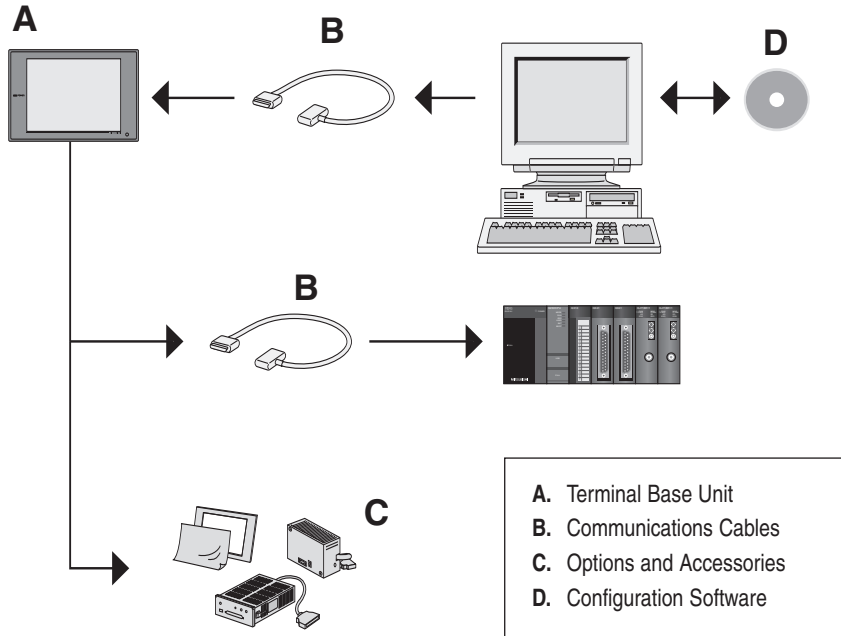 A
B
D
B
C
A. Terminal Base Unit
B. Communications Cables
C. Options and Accessories
D. Configuration Software